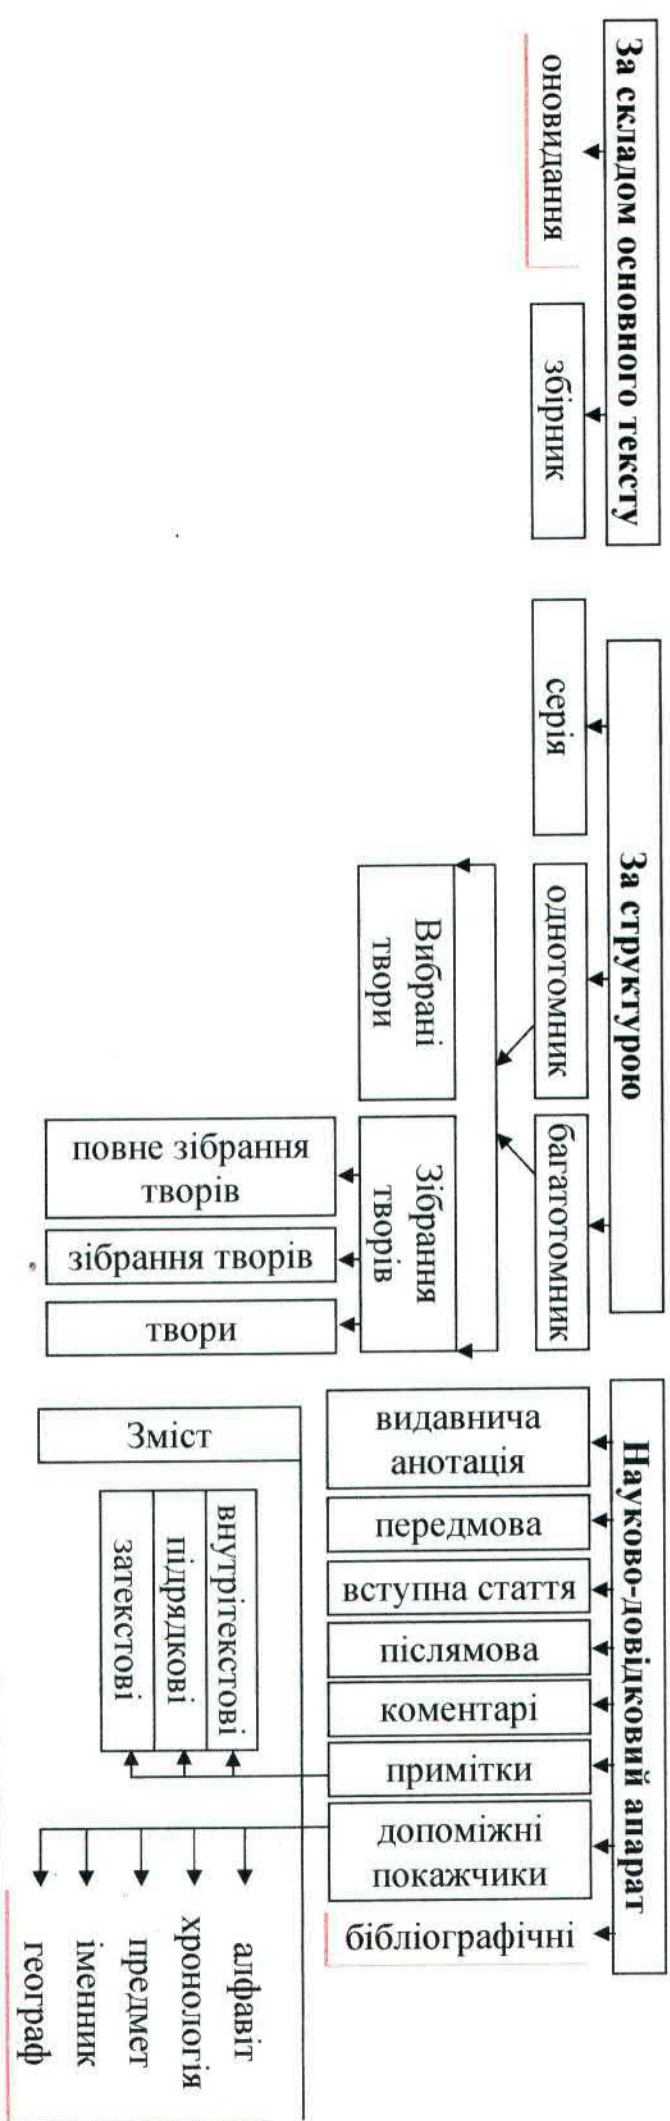 За складом основного тексту
оновидання
збірник
За структурою
серія
однотомник
багатотомник
Вибрані
твори
Зібрання
творів
повне зібрання
творів
зібрання творів
твори
Науково-довідковий апарат
видавнича
анотація
передмова
вступна стаття
післямова
коментарі
примітки
допоміжні
покажчики
бібліографічні
Зміст
внутрітекстові
підрядкові
затекстові
алфавіт
хронологія
предмет
іменник
географ